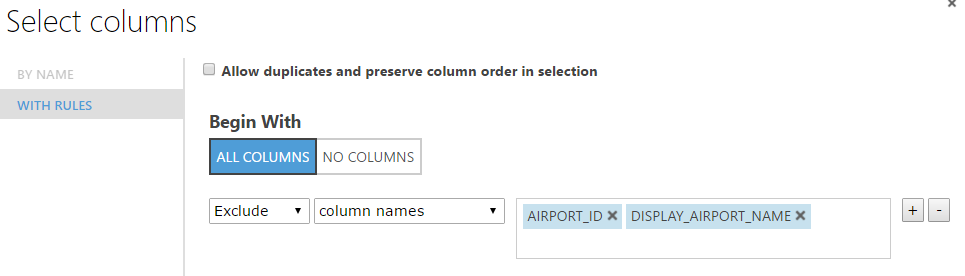 Select columns
BY NAME
WITH RULES
Allow duplicates and preserve column order in selection
Begin With
ALL COLUMNS NO COLUMNS
Exclude column names AIRPORT_ID DISPLAY_AIRPORT_NAME + -